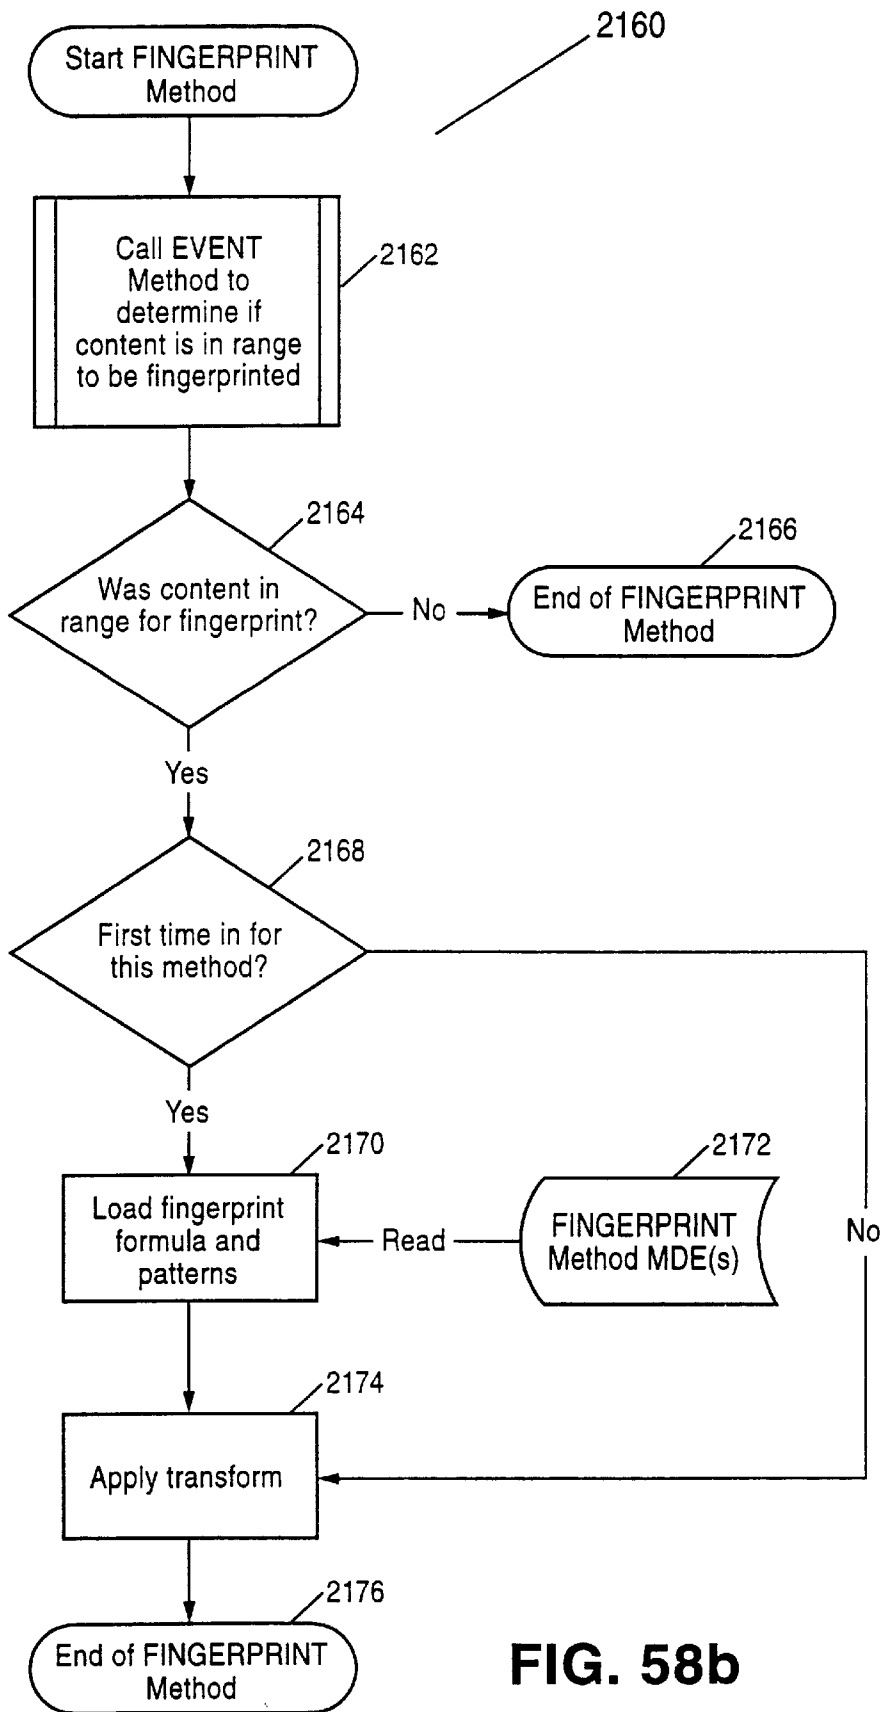 2160
Start FINGERPRINT
Method
Call EVENT
Method to
determine if
content is in range
to be fingerprinted
2162
2164
Was content in
range for fingerprint?
No
2166
End of FINGERPRINT
Method
Yes
2168
First time in for
this method?
Yes
2170
Load fingerprint
formula and
patterns
Read
2172
FINGERPRINT
Method MDE(s)
No
2174
Apply transform
2176
End of FINGERPRINT
Method
FIG. 58b